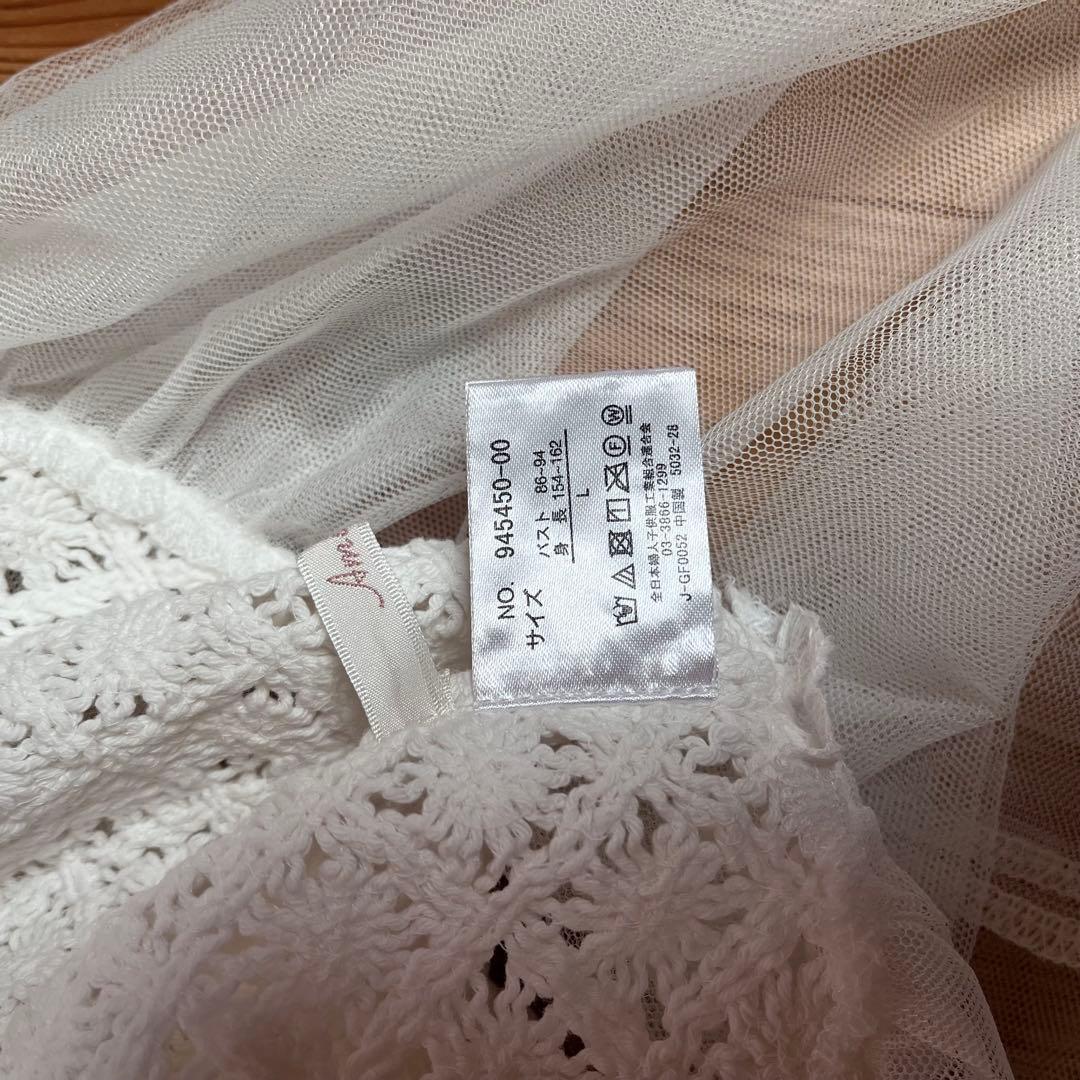 NO. 945450-00
サイズ バスト 86~94
身長 154~162
L
F W
全日本婦人子供服工業組合連合会
03-3866-1299
J-GF0052 中国製 5032-28